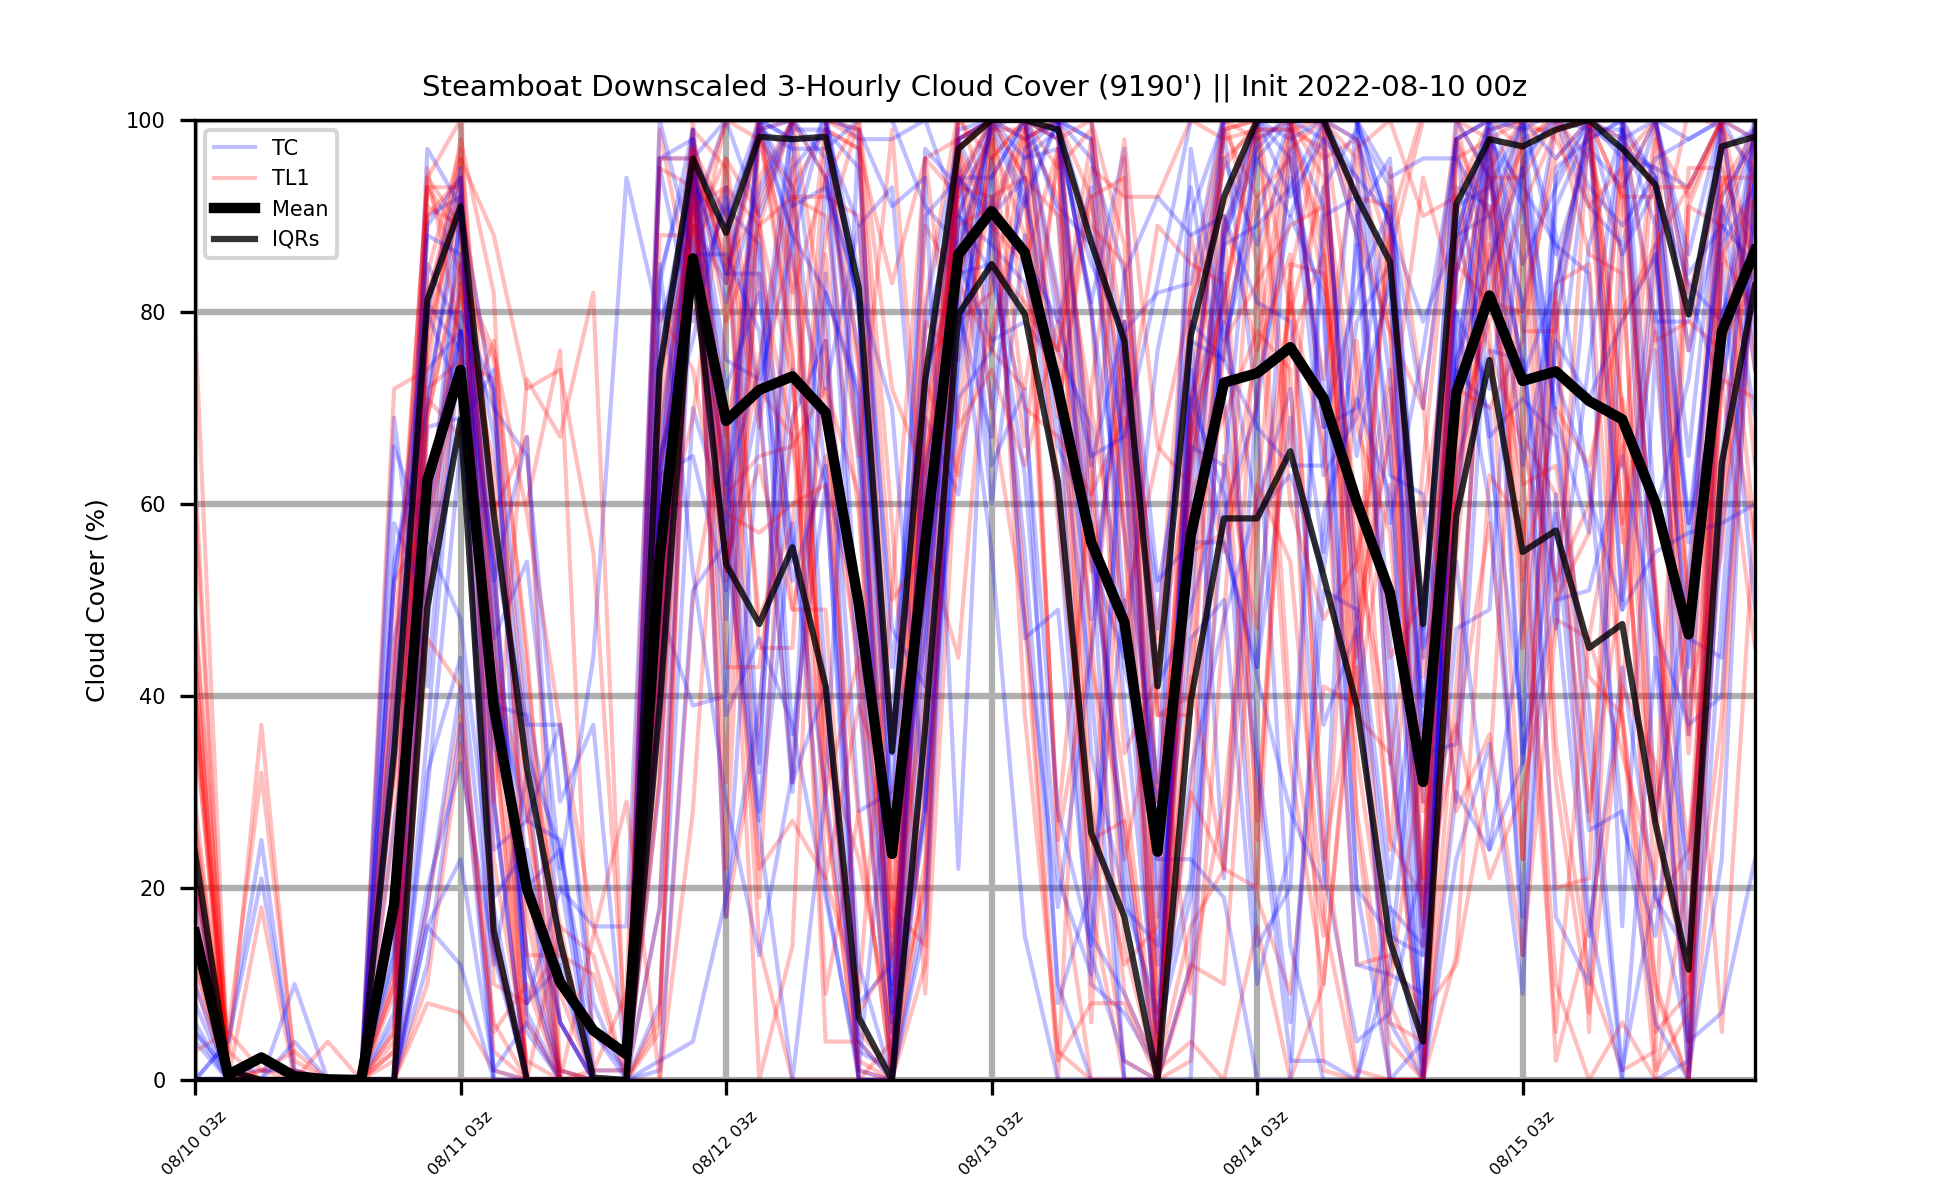 Steamboat Downscaled 3-Hourly Cloud Cover (9190') || Init 2022-08-10 00z
TC
TL1
Mean
IQRs
Cloud Cover (%)
100
80
60
40
20
0
08/10 03z
08/11 03z
08/12 03z
08/13 03z
08/14 03z
08/15 03z